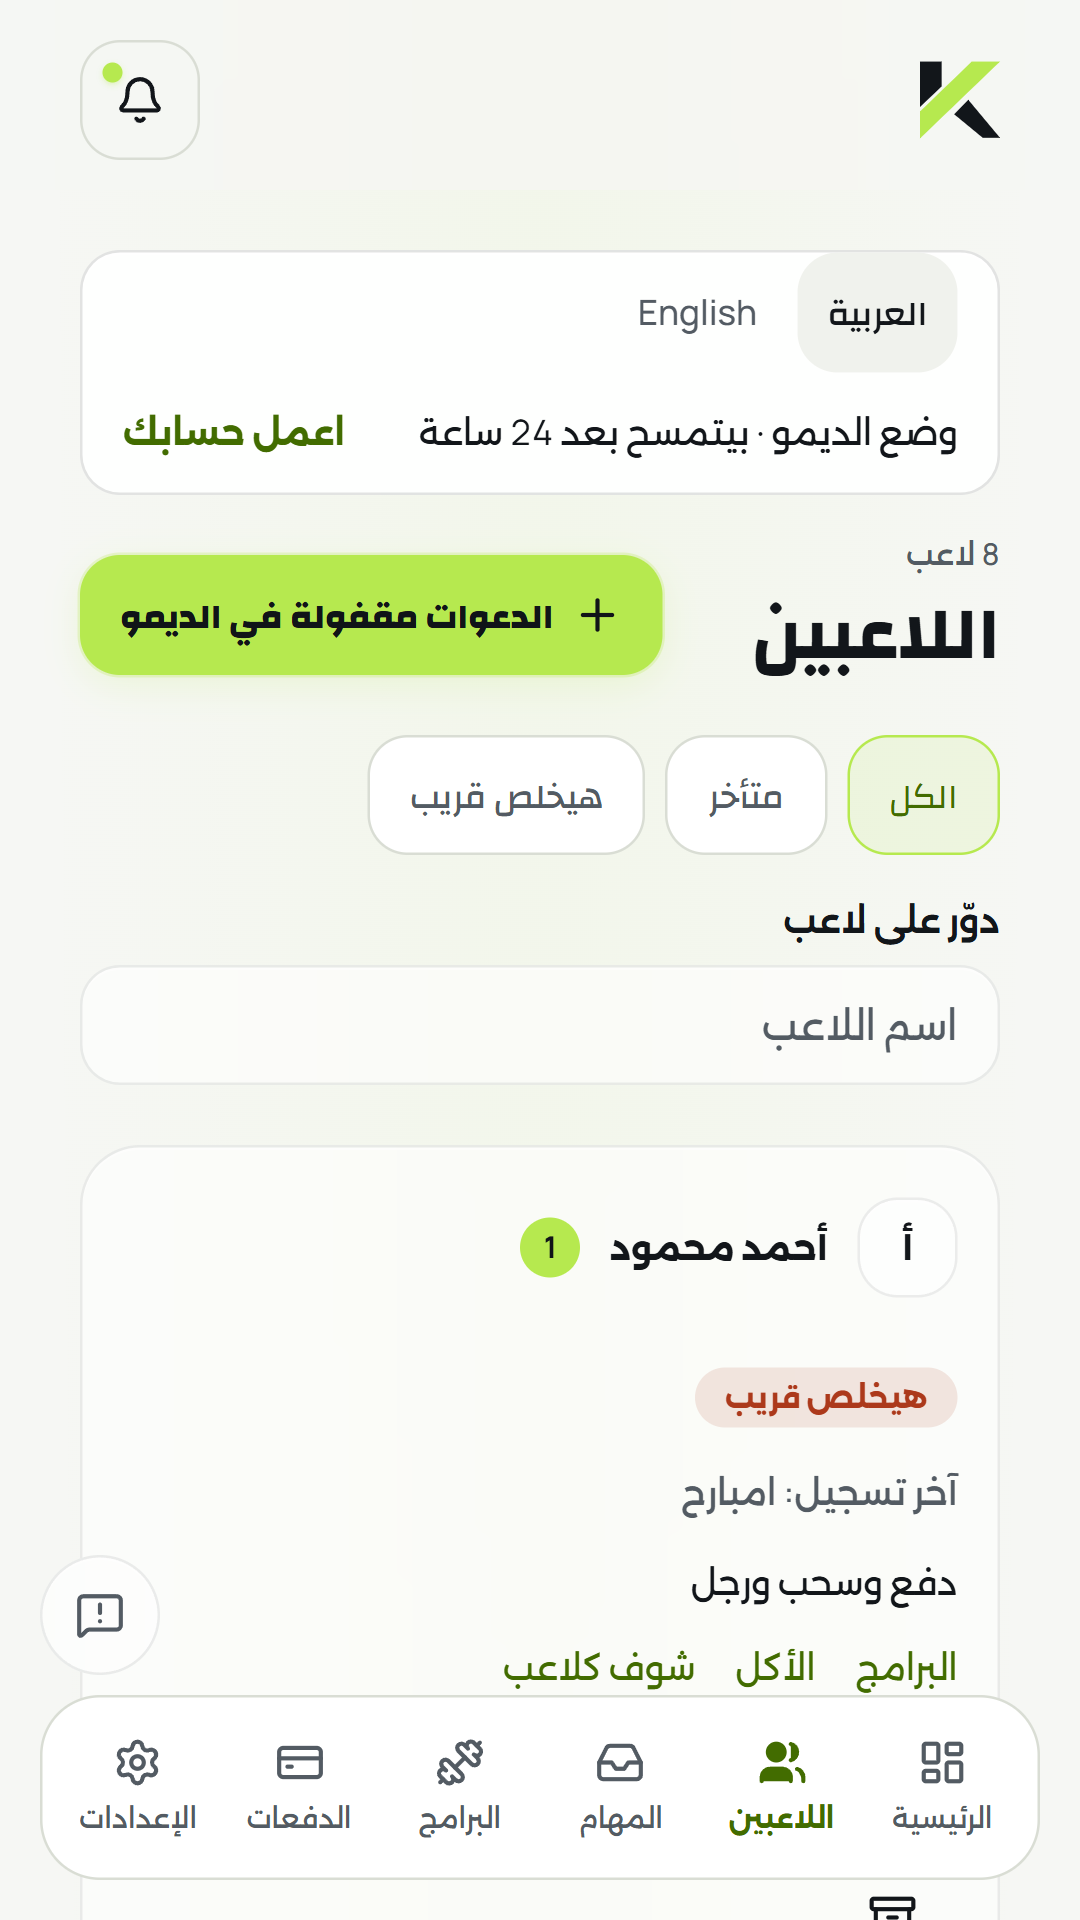 العربية English
وضع الديمو · بيتمسح بعد 24 ساعة اعمل حسابك
8 لاعب
اللاعبين
الدعوات مقفولة في الديمو
الكل متأخر هيخلص قريب
دوّر على لاعب
اسم اللاعب
أ أحمد محمود 1
هيخلص قريب
آخر تسجيل: امبارح
دفع وسحب ورجل
البرامج الأكل شوف كلاعب
الرئيسية اللاعبين المهام البرامج الدفعات الإعدادات